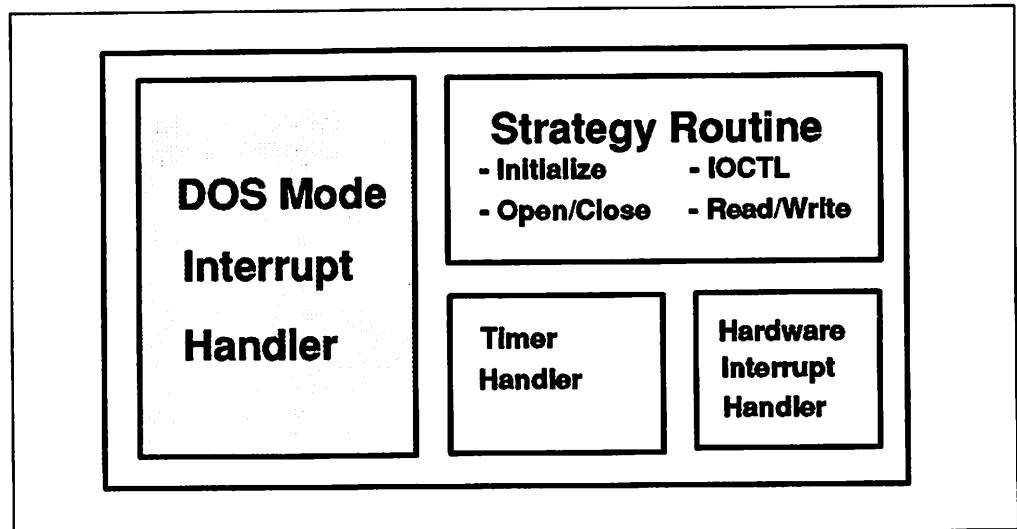 DOS Mode
Interrupt
Handler
Strategy Routine
- Initialize - IOCTL
- Open/Close - Read/Write
Timer
Handler
Hardware
Interrupt
Handler